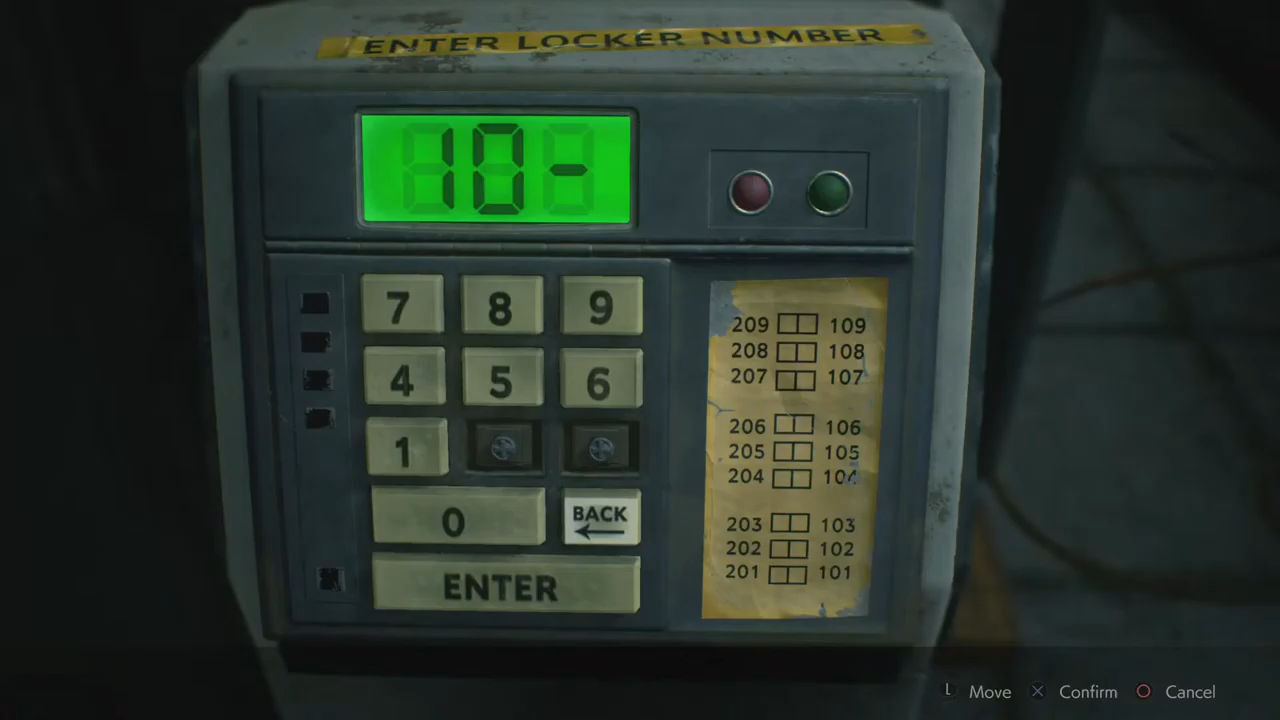 ENTER LOCKER NUMBER
10-
7 8 9
4 5 6
1
0 BACK
ENTER
209 109
208 108
207 107
206 106
205 105
204 104
203 103
202 102
201 101
L Move X Confirm O Cancel